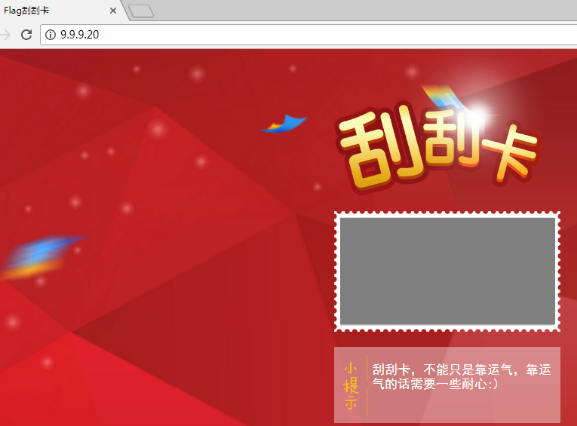 Flag刮刮卡
9.9.9.20
刮刮卡
小提示
刮刮卡，不能只是靠运气，靠运
气的话需要一些耐心:）